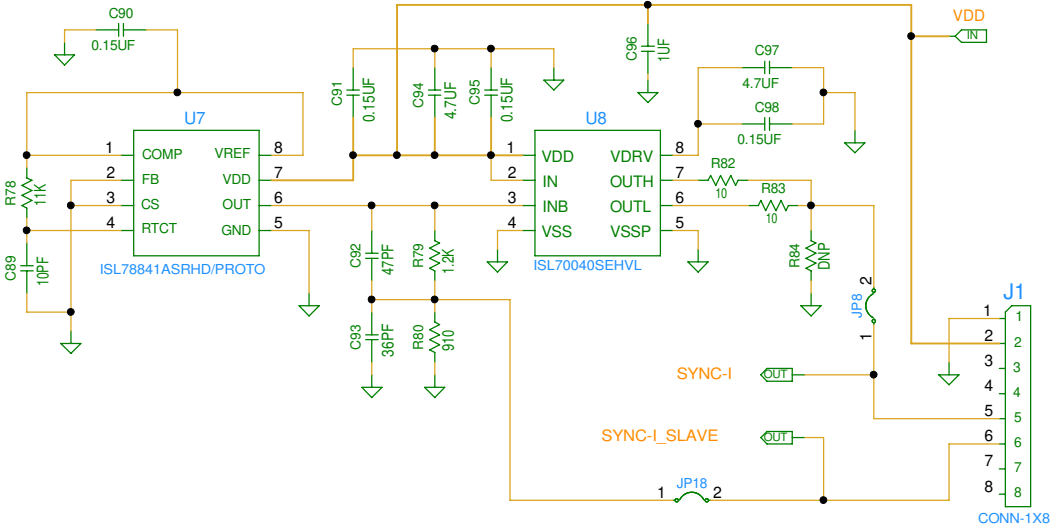 C90
0.15UF
VDD
IN
C96
1UF
C97
4.7UF
C98
0.15UF
C91
0.15UF
C94
4.7UF
C95
0.15UF
U7
1 COMP VREF 8
2 FB VDD 7
3 CS OUT 6
4 RTCT GND 5
ISL78841ASRHD/PROTO
R78
11K
C89
10PF
U8
1 VDD VDRV 8
2 IN OUTH 7
3 INB OUTL 6
4 VSS VSSP 5
ISL70040SEHVL
R82
10
R83
10
R84
DNP
C92
47PF
R79
1.2K
C93
36PF
R80
910
2
JP8
1
J1
1 1
2 2
3 3
4 4
5 5
6 6
7 7
8 8
CONN-1X8
SYNC-I
OUT
SYNC-I_SLAVE
OUT
JP18
1 2